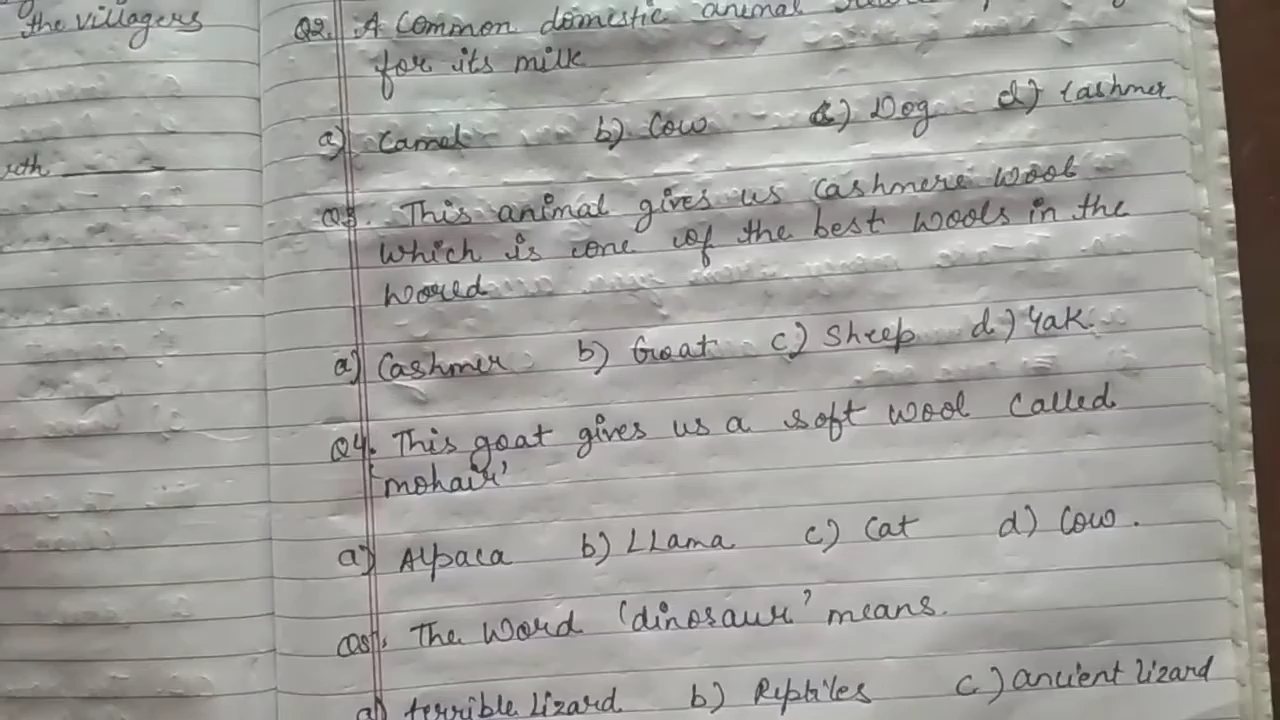 the villagers
Q2. A Common domestic animal
for its milk
a) Camel b) Cow c) Dog d) Cashmer
Q3. This animal gives us Cashmere wool
which is one of the best wools in the
world
a) Cashmer b) Goat c) Sheep d) Yak.
Q4. This goat gives us a soft wool called
'mohair'
a) Alpaca b) LLama c) Cat d) Cow.
Q5. The word 'dinosaur' means.
a) terrible lizard b) Reptiles c) ancient lizard